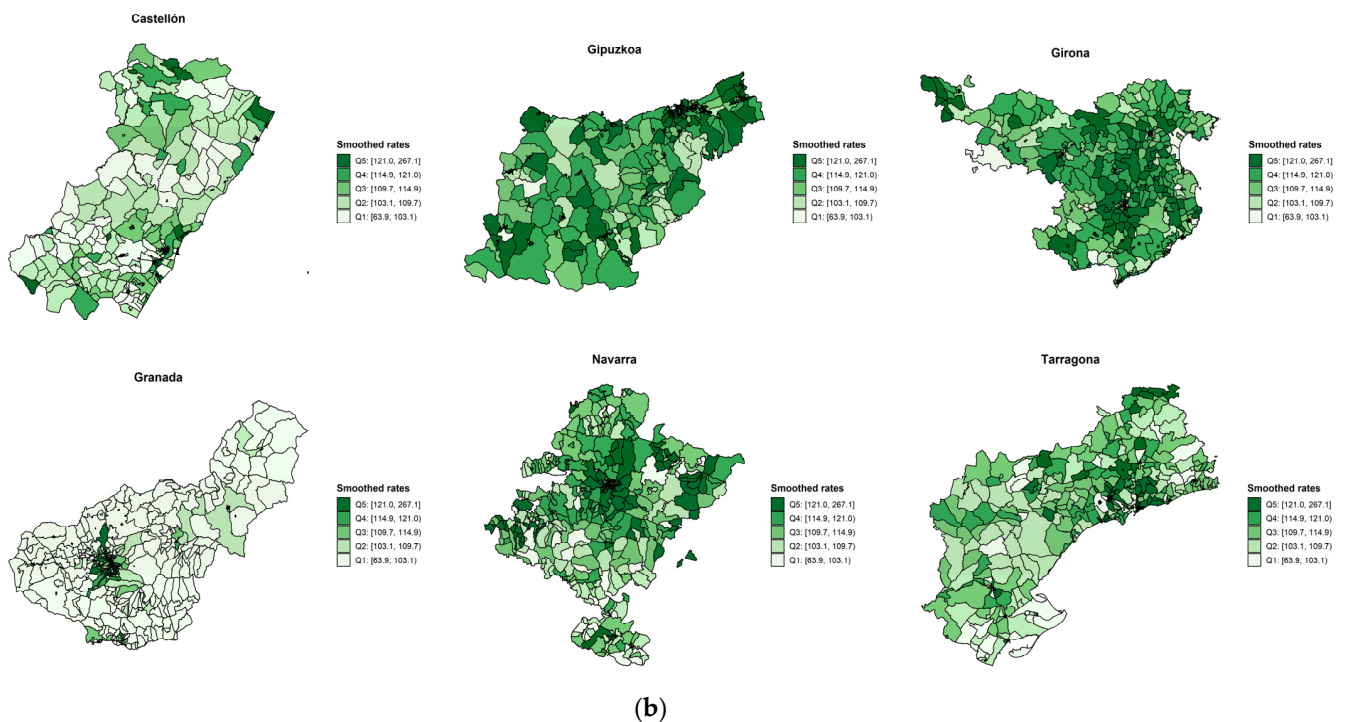 Castellón
Smoothed rates
Q5: [121.0, 267.1]
Q4: [114.9, 121.0)
Q3: [109.7, 114.9)
Q2: [103.1, 109.7)
Q1: [63.9, 103.1)
Gipuzkoa
Smoothed rates
Q5: [121.0, 267.1]
Q4: [114.9, 121.0)
Q3: [109.7, 114.9)
Q2: [103.1, 109.7)
Q1: [63.9, 103.1)
Girona
Smoothed rates
Q5: [121.0, 267.1]
Q4: [114.9, 121.0)
Q3: [109.7, 114.9)
Q2: [103.1, 109.7)
Q1: [63.9, 103.1)
Granada
Smoothed rates
Q5: [121.0, 267.1]
Q4: [114.9, 121.0)
Q3: [109.7, 114.9)
Q2: [103.1, 109.7)
Q1: [63.9, 103.1)
Navarra
Smoothed rates
Q5: [121.0, 267.1]
Q4: [114.9, 121.0)
Q3: [109.7, 114.9)
Q2: [103.1, 109.7)
Q1: [63.9, 103.1)
Tarragona
Smoothed rates
Q5: [121.0, 267.1]
Q4: [114.9, 121.0)
Q3: [109.7, 114.9)
Q2: [103.1, 109.7)
Q1: [63.9, 103.1)
(b)